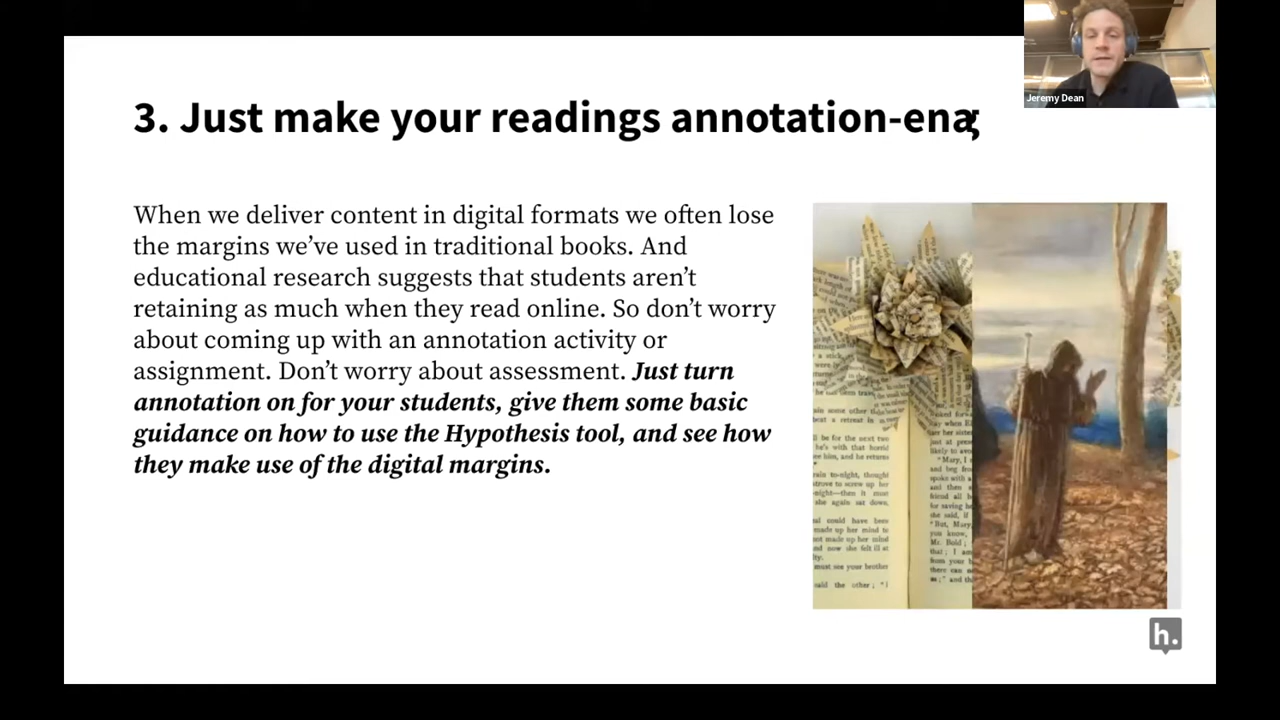 Jeremy Dean
3. Just make your readings annotation-ena
When we deliver content in digital formats we often lose
the margins we've used in traditional books. And
educational research suggests that students aren't
retaining as much when they read online. So don't worry
about coming up with an annotation activity or
assignment. Don't worry about assessment. Just turn
annotation on for your students, give them some basic
guidance on how to use the Hypothesis tool, and see how
they make use of the digital margins.
h.